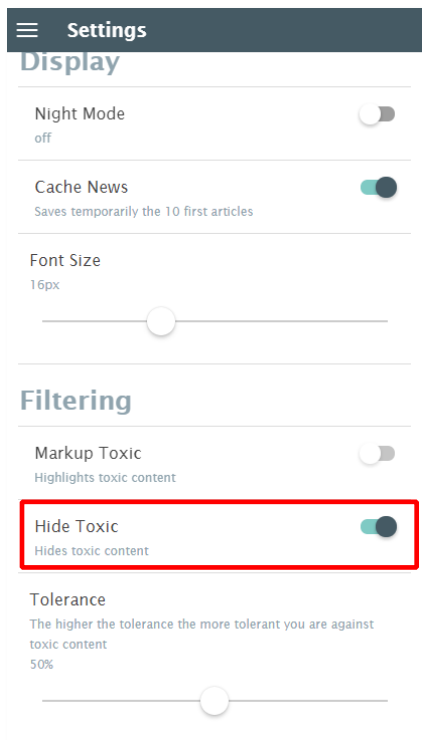 Settings
Display
Night Mode
off
Cache News
Saves temporarily the 10 first articles
Font Size
16px
Filtering
Markup Toxic
Highlights toxic content
Hide Toxic
Hides toxic content
Tolerance
The higher the tolerance the more tolerant you are against
toxic content
50%